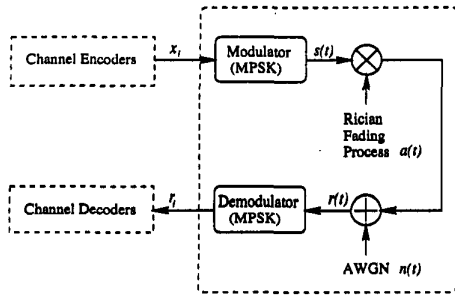 Channel Encoders
x_i
Modulator
(MPSK)
s(t)
Rician
Fading
Process a(t)
Channel Decoders
r_i
Demodulator
(MPSK)
r(t)
AWGN n(t)